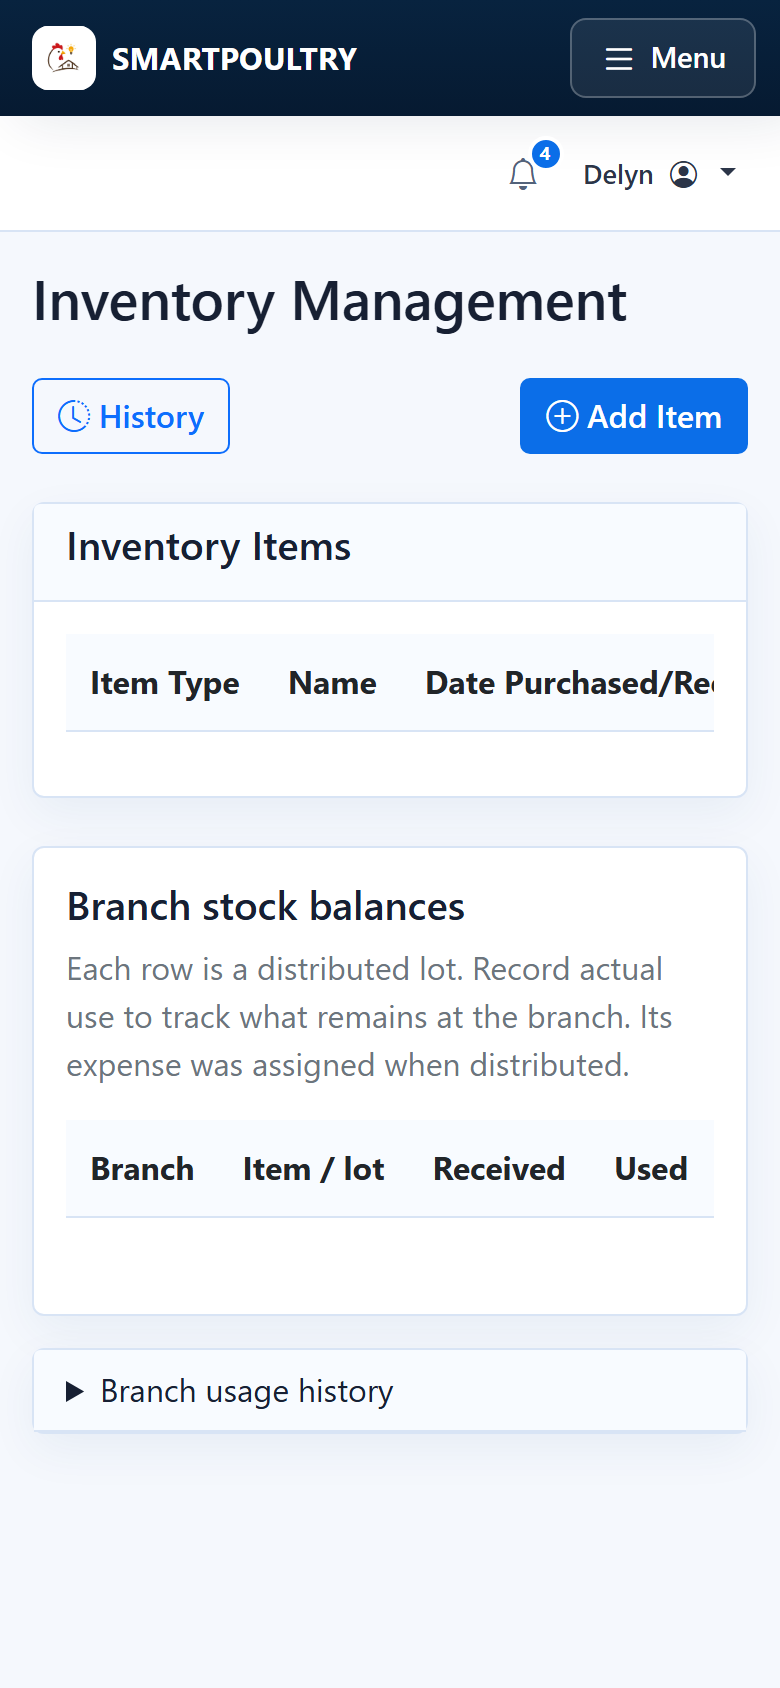 SMARTPOULTRY
Menu
4
Delyn
Inventory Management
History
Add Item
Inventory Items
Item Type Name Date Purchased/Rec
Branch stock balances
Each row is a distributed lot. Record actual
use to track what remains at the branch. Its
expense was assigned when distributed.
Branch Item / lot Received Used
Branch usage history